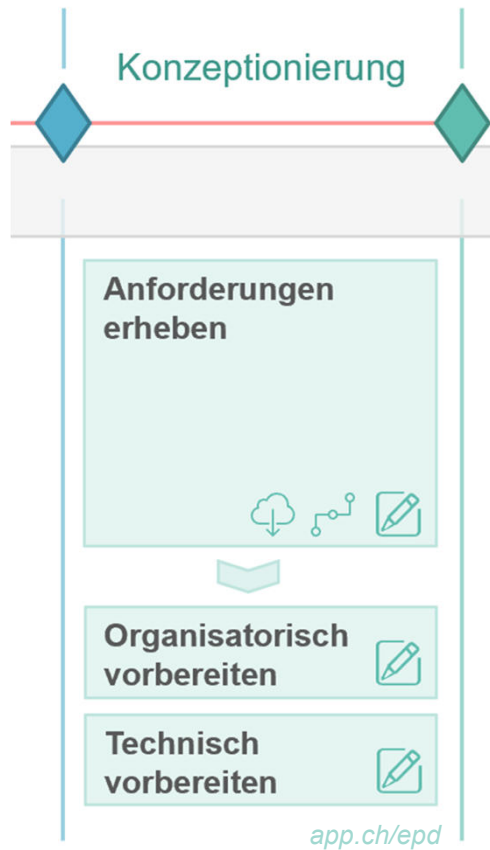 Konzeptionierung
Anforderungen
erheben
Organisatorisch
vorbereiten
Technisch
vorbereiten
app.ch/epd